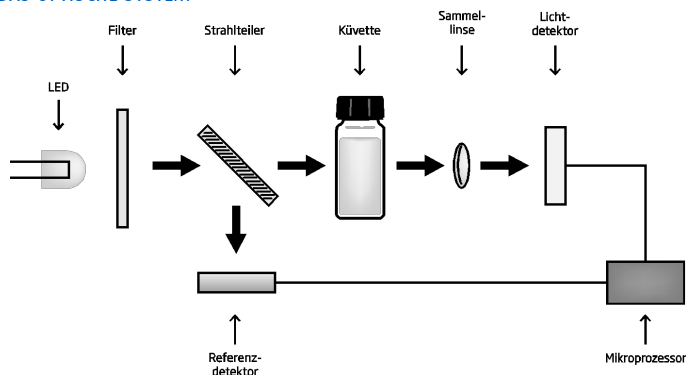 Filter
Strahlteiler
Küvette
Sammel-
linse
Licht-
detektor
LED
Referenz-
detektor
Mikroprozessor